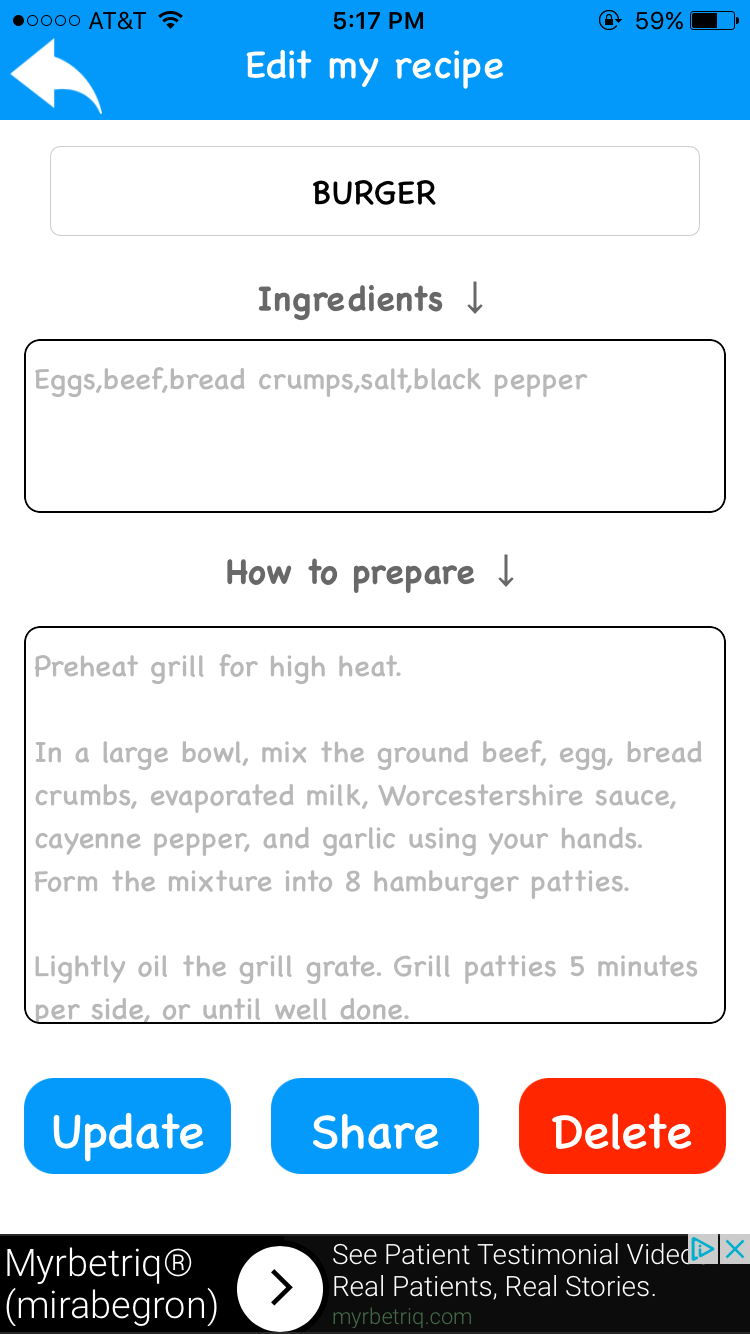 AT&T 5:17 PM 59%
Edit my recipe
BURGER
Ingredients ↓
Eggs,beef,bread crumps,salt,black pepper
How to prepare ↓
Preheat grill for high heat.
In a large bowl, mix the ground beef, egg, bread
crumbs, evaporated milk, Worcestershire sauce,
cayenne pepper, and garlic using your hands.
Form the mixture into 8 hamburger patties.
Lightly oil the grill grate. Grill patties 5 minutes
per side, or until well done.
Update Share Delete
Myrbetriq®
(mirabegron)
See Patient Testimonial
Real Patients, Real Stories.
myrbetriq.com